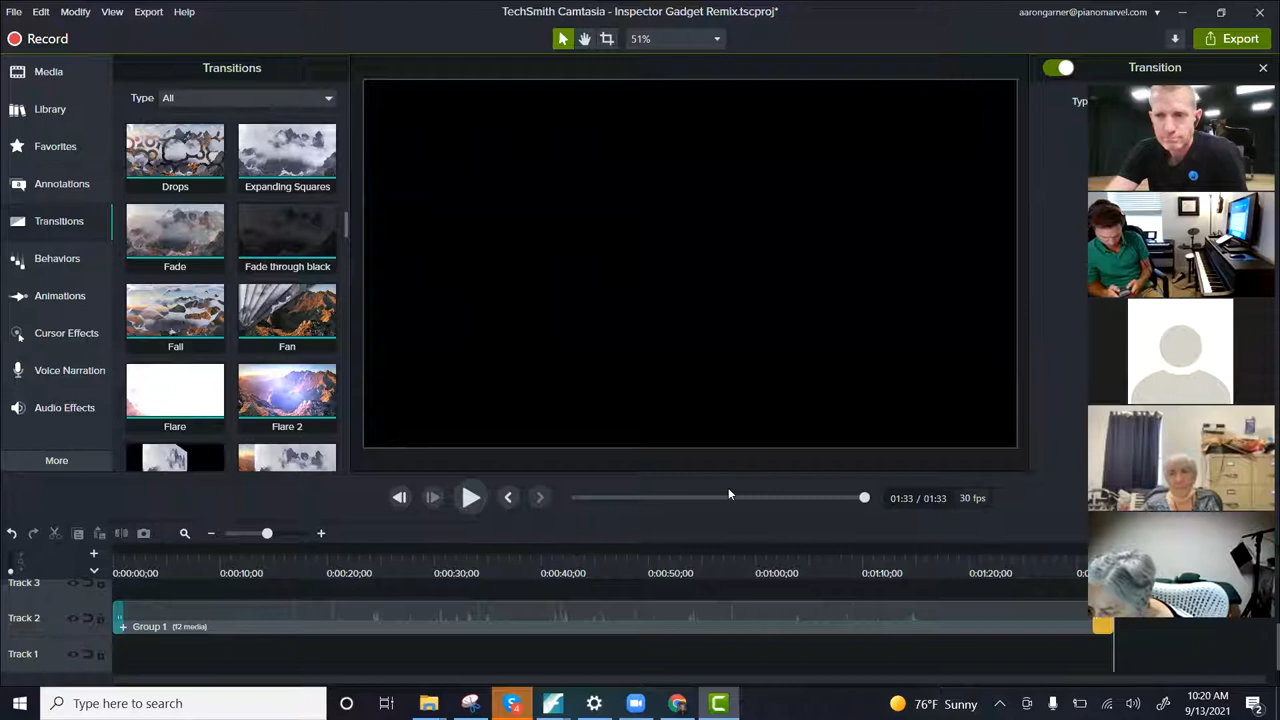 File Edit Modify View Export Help
TechSmith Camtasia - Inspector Gadget Remix.tscproj*
aarongarner@pianomarvel.com
Record
51%
Export
Media
Library
Favorites
Annotations
Transitions
Behaviors
Animations
Cursor Effects
Voice Narration
Audio Effects
More
Transitions
Type All
Drops
Expanding Squares
Fade
Fade through black
Fall
Fan
Flare
Flare 2
Transition
Typ
01:33 / 01:33 30 fps
0:00:00;00 0:00:10;00 0:00:20;00 0:00:30;00 0:00:40;00 0:00:50;00 0:01:00;00 0:01:10;00 0:01:20;00
Track 3
Track 2
+ Group 1 (12 media)
Track 1
Type here to search
4
76°F Sunny
10:20 AM
9/13/2021
2